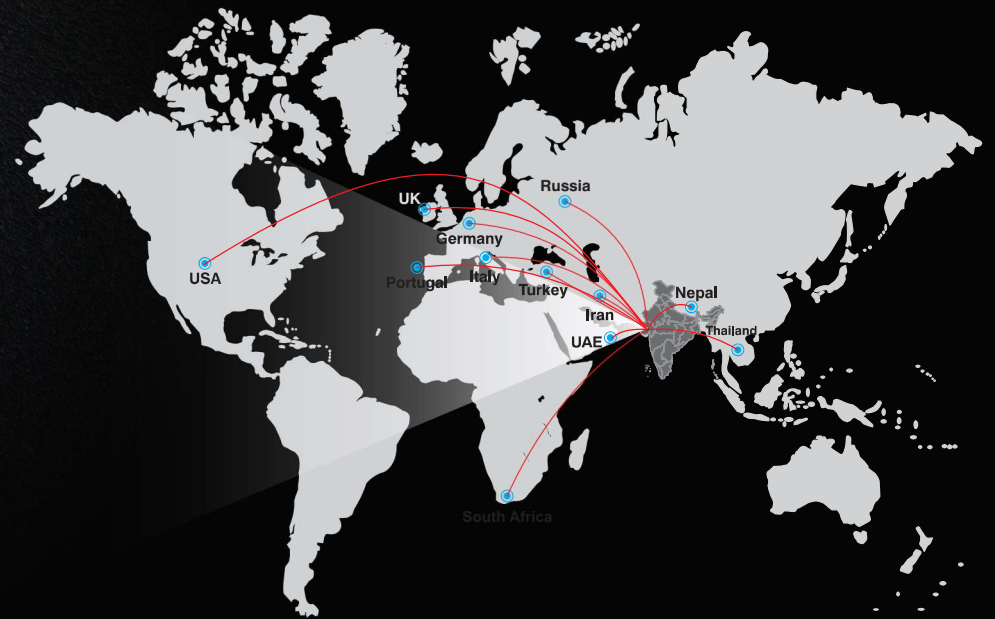 Russia
UK
Germany
Italy
Portugal
USA
Turkey
Nepal
Iran
Thailand
UAE
South Africa